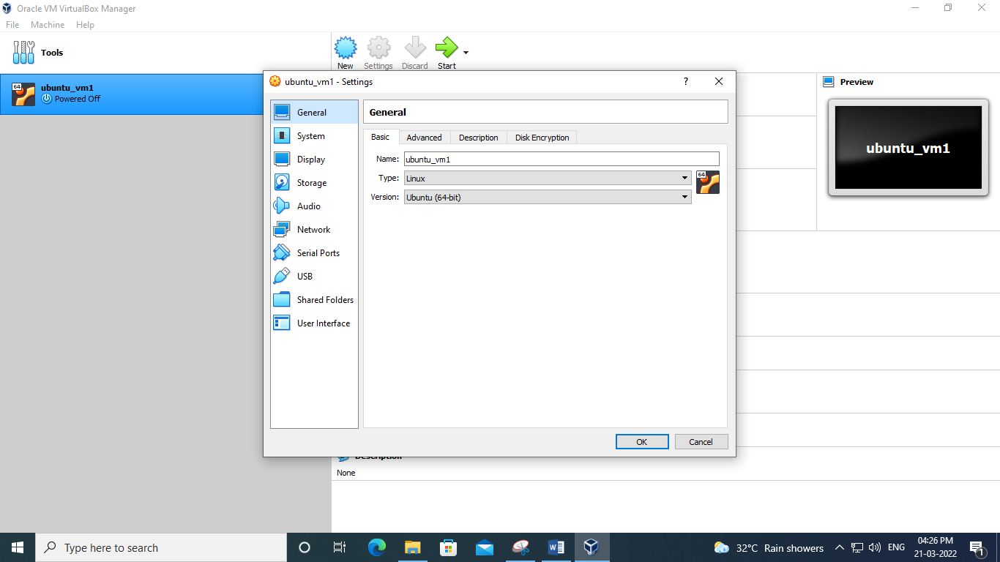 Oracle VM VirtualBox Manager
File Machine Help
Tools
New Settings Discard Start
64
ubuntu_vm1
Powered Off
ubuntu_vm1 - Settings
?
General
System
Display
Storage
Audio
Network
Serial Ports
USB
Shared Folders
User Interface
General
Basic Advanced Description Disk Encryption
Name: ubuntu_vm1
Type: Linux
64
Version: Ubuntu (64-bit)
OK Cancel
Preview
ubuntu_vm1
Description
None
Type here to search
W
32°C Rain showers
ENG
04:26 PM
21-03-2022
1